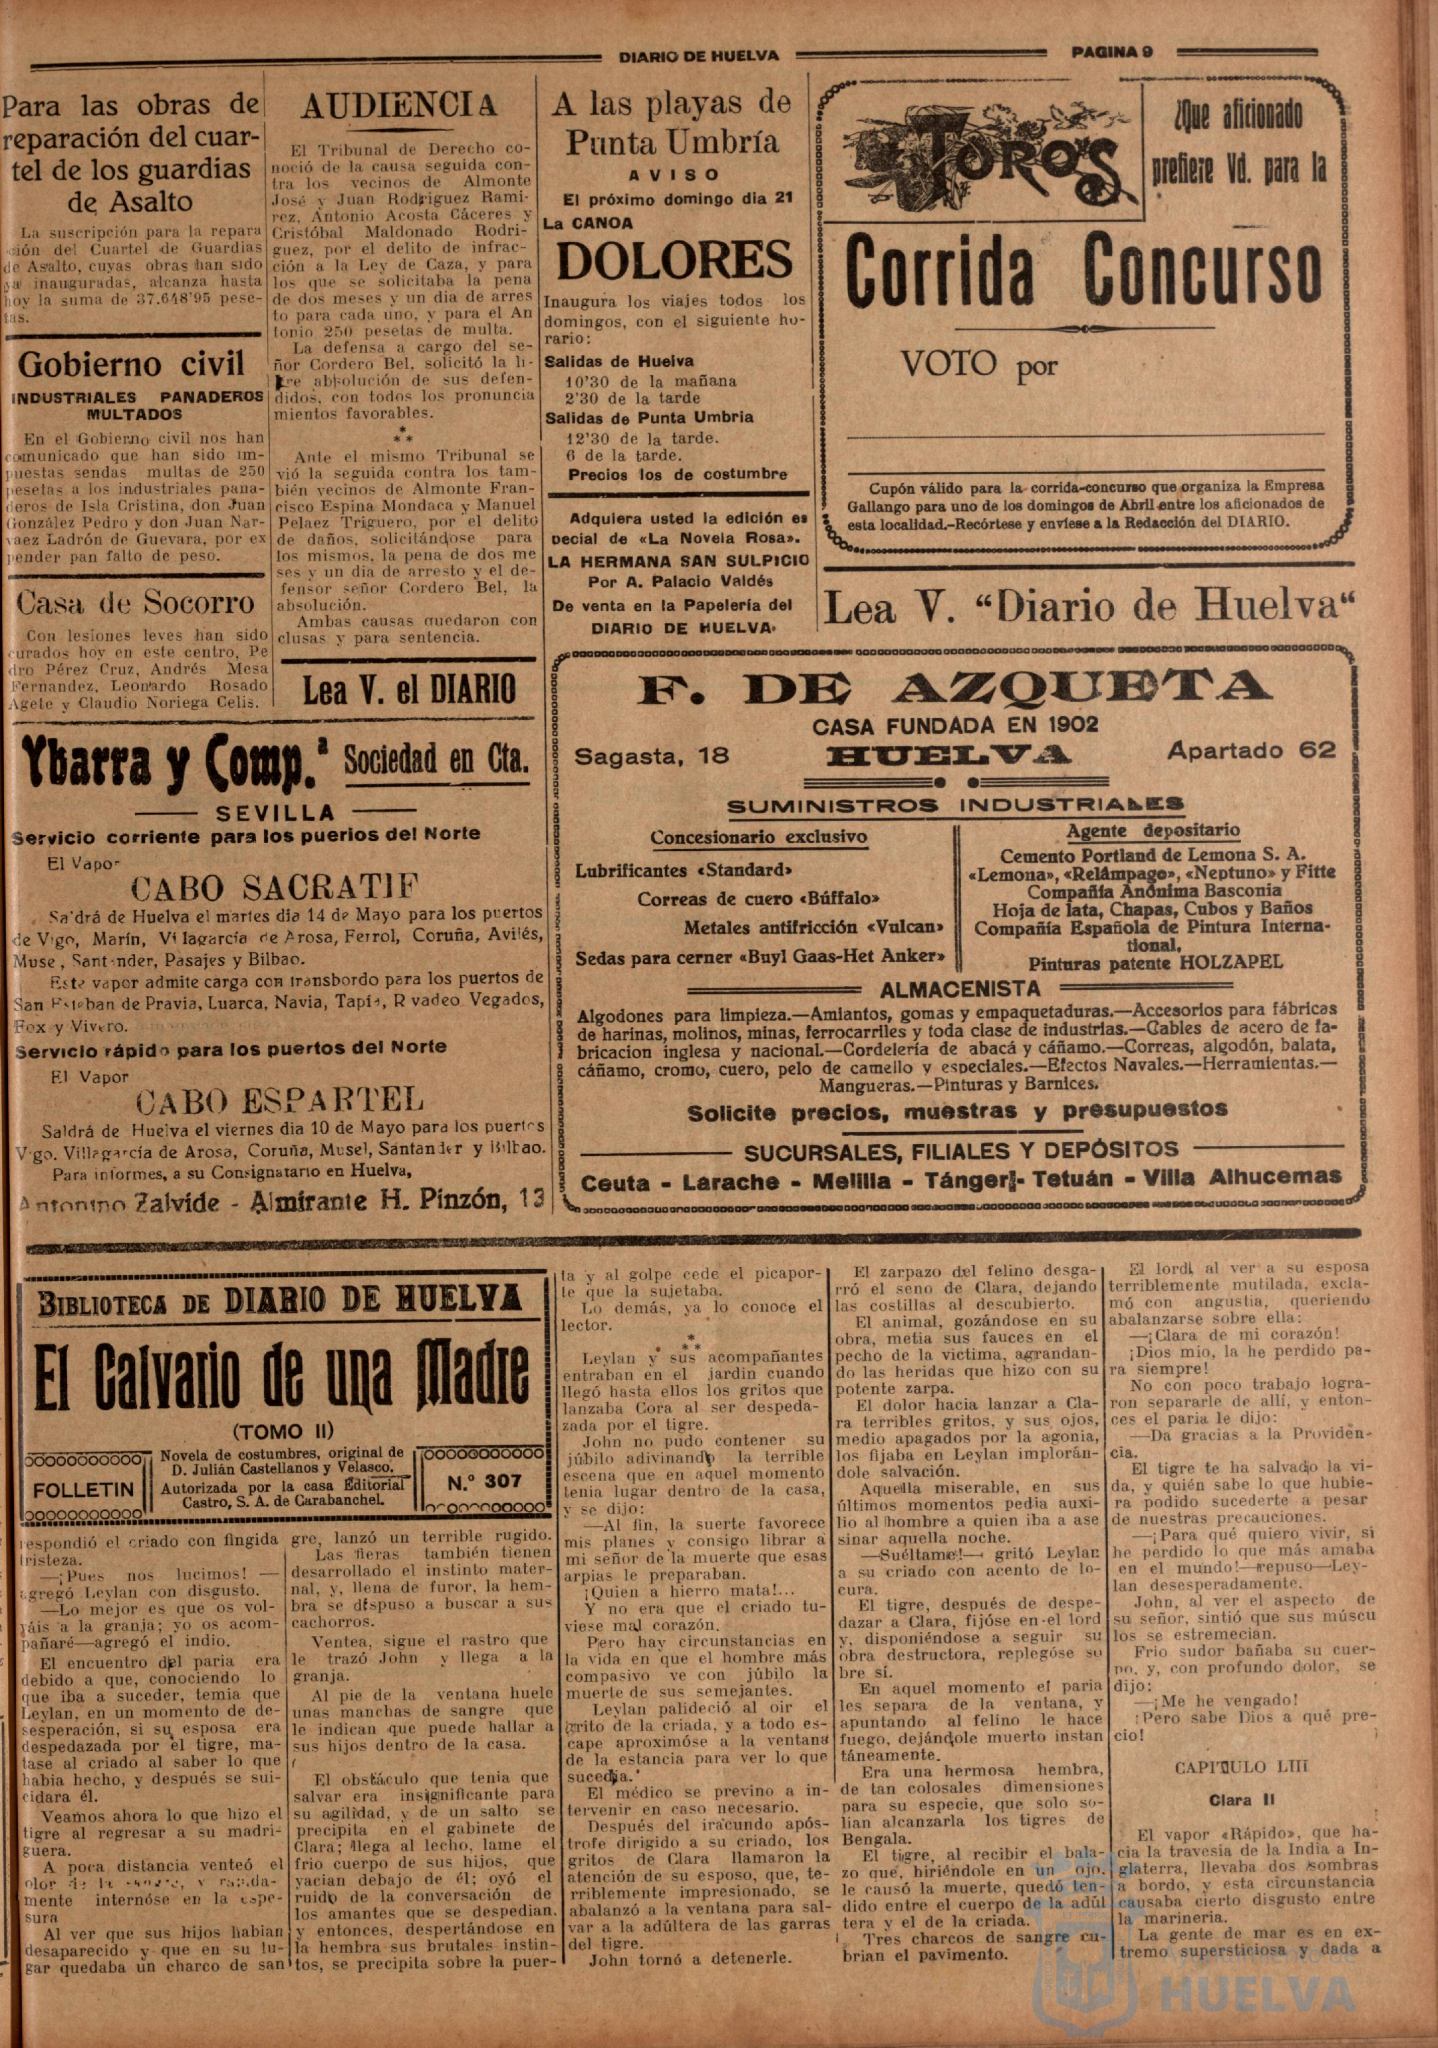 DIARIO DE HUELVA
PAGINA 9
Para las obras de
reparación del cuar-
tel de los guardias
de Asalto
La suscripción para la repara
ción del Cuartel de Guardias
de Asalto, cuyas obras han sido
ya inauguradas, alcanza hasta
hoy la suma de 37.648'95 pese-
tas.
Gobierno civil
INDUSTRIALES PANADEROS
MULTADOS
En el Gobierno civil nos han
comunicado que han sido im-
puestas sendas multas de 250
pesetas a los industriales pana-
deros de Isla Cristina, don Juan
González Pedro y don Juan Nar-
vaez Ladrón de Guevara, por ex
pender pan falto de peso.
Casa de Socorro
Con lesiones leves han sido
curados hoy en este centro, Pe
dro Pérez Cruz, Andrés Mesa
Fernandez, Leonardo Rosado
Agete y Claudio Noriega Celis.
AUDIENCIA
El Tribunal de Derecho co-
noció de la causa seguida con-
tra los vecinos de Almonte
José y Juan Rodriguez Rami-
rez, Antonio Acosta Cáceres y
Cristóbal Maldonado Rodri-
guez, por el delito de infrac-
ción a la Ley de Caza, y para
los que se solicitaba la pena
de dos meses y un dia de arres
to para cada uno, y para el An
tonio 250 pesetas de multa.
La defensa a cargo del se-
ñor Cordero Bel, solicitó la li-
bre absolución de sus defen-
didos, con todos los pronuncia
mientos favorables.
***
Ante el mismo Tribunal se
vió la seguida contra los tam-
bién vecinos de Almonte Fran-
cisco Espina Mondaca y Manuel
Pelaez Triguero, por el delito
de daños, solicitándose para
los mismos, la pena de dos me
ses y un dia de arresto y el de-
fensor señor Cordero Bel, la
absolución.
Ambas causas quedaron con
clusas y para sentencia.
Lea V. el DIARIO
A las playas de
Punta Umbría
AVISO
El próximo domingo dia 21
La CANOA
DOLORES
Inaugura los viajes todos los
domingos, con el siguiente ho-
rario:
Salidas de Huelva
10'30 de la mañana
2'30 de la tarde
Salidas de Punta Umbria
12'30 de la tarde.
6 de la tarde.
Precios los de costumbre
Adquiera usted la edición es
pecial de «La Novela Rosa».
LA HERMANA SAN SULPICIO
Por A. Palacio Valdés
De venta en la Papelería del
DIARIO DE HUELVA
TOROS
¿Que aficionado
prefiere Vd. para la
Corrida Concurso
VOTO por
Cupón válido para la corrida-concurso que organiza la Empresa
Gallango para uno de los domingos de Abril entre los aficionados de
esta localidad.-Recórtese y envíese a la Redacción del DIARIO.
Lea V. "Diario de Huelva"
Ybarra y Comp.ª Sociedad en Cta.
SEVILLA
Servicio corriente para los puertos del Norte
El Vapor
CABO SACRATIF
Saldrá de Huelva el martes dia 14 de Mayo para los puertos
de Vigo, Marín, Villagarcía de Arosa, Ferrol, Coruña, Avilés,
Muse, Santander, Pasajes y Bilbao.
Este vapor admite carga con transbordo para los puertos de
San Esteban de Pravia, Luarca, Navia, Tapia, Rivadeo Vegados,
Fox y Vivero.
Servicio rápido para los puertos del Norte
El Vapor
CABO ESPARTEL
Saldrá de Huelva el viernes dia 10 de Mayo para los puertos
Vigo, Villagarcía de Arosa, Coruña, Musel, Santander y Bilbao.
Para informes, a su Consignatario en Huelva,
Antonino Zalvide - Almirante H. Pinzón, 13
F. DE AZQUETA
CASA FUNDADA EN 1902
Sagasta, 18 HUELVA Apartado 62
SUMINISTROS INDUSTRIALES
Concesionario exclusivo
Lubrificantes «Standard»
Correas de cuero «Búffalo»
Metales antifricción «Vulcan»
Sedas para cerner «Buyl Gaas-Het Anker»
Agente depositario
Cemento Portland de Lemona S. A.
«Lemona», «Relámpago», «Neptuno» y Fitte
Compañia Anónima Basconia
Hoja de lata, Chapas, Cubos y Baños
Compañía Española de Pintura Interna-
tional,
Pinturas patente HOLZAPEL
ALMACENISTA
Algodones para limpieza.—Amiantos, gomas y empaquetaduras.—Accesorios para fábricas
de harinas, molinos, minas, ferrocarriles y toda clase de industrias.—Cables de acero de fa-
bricacion inglesa y nacional.—Cordelería de abacá y cáñamo.—Correas, algodón, balata,
cáñamo, cromo, cuero, pelo de camello y especiales.—Efectos Navales.—Herramientas.—
Mangueras.—Pinturas y Barnices.
Solicite precios, muestras y presupuestos
SUCURSALES, FILIALES Y DEPÓSITOS
Ceuta - Larache - Melilla - Tánger - Tetuán - Villa Alhucemas
BIBLIOTECA DE DIARIO DE HUELVA
El Calvario de una Madre
(TOMO II)
FOLLETIN
Novela de costumbres, original de
D. Julián Castellanos y Velasco.
Autorizada por la casa Editorial
Castro, S. A. de Carabanchel.
N.º 307
respondió el criado con fingida
tristeza.
—¡Pues nos lucimos! —
agregó Leylan con disgusto.
—Lo mejor es que os vol-
váis a la granja; yo os acom-
pañaré—agregó el indio.
El encuentro del paria era
debido a que, conociendo lo
que iba a suceder, temia que
Leylan, en un momento de de-
sesperación, si su esposa era
despedazada por el tigre, ma-
tase al criado al saber lo que
habia hecho, y después se sui-
cidara él.
Veamos ahora lo que hizo el
tigre al regresar a su madri-
guera.
A poca distancia venteó el
olor de la sangre, y rapida-
mente internóse en la espe-
sura
Al ver que sus hijos habian
desaparecido y que en su lu-
gar quedaba un charco de san
gre, lanzó un terrible rugido.
Las fieras también tienen
desarrollado el instinto mater-
nal, y, llena de furor, la hem-
bra se dispuso a buscar a sus
cachorros.
Ventea, sigue el rastro que
le trazó John y llega a la
granja.
Al pie de la ventana huele
unas manchas de sangre que
le indican que puede hallar a
sus hijos dentro de la casa.
El obstáculo que tenia que
salvar era insignificante para
su agilidad, y de un salto se
precipita en el gabinete de
Clara; llega al lecho, lame el
frio cuerpo de sus hijos, que
yacian debajo de él; oyó el
ruido de la conversación de
los amantes que se despedian,
y entonces, despertándose en
la hembra sus brutales instin-
tos, se precipita sobre la puer-
ta y al golpe cede el picapor-
te que la sujetaba.
Lo demás, ya lo conoce el
lector.
***
Leylan y sus acompañantes
entraban en el jardin cuando
llegó hasta ellos los gritos que
lanzaba Cora al ser despeda-
zada por el tigre.
John no pudo contener su
júbilo adivinando la terrible
escena que en aquel momento
tenia lugar dentro de la casa,
y se dijo:
—Al fin, la suerte favorece
mis planes y consigo librar a
mi señor de la muerte que esas
arpias le preparaban.
¡Quien a hierro mata!...
Y no era que el criado tu-
viese mal corazón.
Pero hay circunstancias en
la vida en que el hombre más
compasivo ve con júbilo la
muerte de sus semejantes.
Leylan palideció al oir el
grito de la criada, y a todo es-
cape aproximóse a la ventana
de la estancia para ver lo que
sucedia.
El médico se previno a in-
tervenir en caso necesario.
Después del iracundo após-
trofe dirigido a su criado, los
gritos de Clara llamaron la
atención de su esposo, que, te-
rriblemente impresionado, se
abalanzó a la ventana para sal-
var a la adúltera de las garras
del tigre.
John tornó a detenerle.
El zarpazo del felino desga-
rró el seno de Clara, dejando
las costillas al descubierto.
El animal, gozándose en su
obra, metia sus fauces en el
pecho de la victima, agrandan-
do las heridas que hizo con su
potente zarpa.
El dolor hacia lanzar a Cla-
ra terribles gritos, y sus ojos,
medio apagados por la agonia,
los fijaba en Leylan implorán-
dole salvación.
Aquella miserable, en sus
últimos momentos pedia auxi-
lio al hombre a quien iba a ase
sinar aquella noche.
—¡Suéltame!— gritó Leylan
a su criado con acento de lo-
cura.
El tigre, después de despe-
dazar a Clara, fijóse en el lord
y, disponiéndose a seguir su
obra destructora, replegóse so
bre sí.
En aquel momento el paria
les separa de la ventana, y
apuntando al felino le hace
fuego, dejándole muerto instan
táneamente.
Era una hermosa hembra,
de tan colosales dimensiones
para su especie, que solo so-
lian alcanzarla los tigres de
Bengala.
El tigre, al recibir el bala-
zo que, hiriéndole en un ojo,
le causó la muerte, quedó ten-
dido entre el cuerpo de la adúl
tera y el de la criada.
Tres charcos de sangre cu-
brian el pavimento.
El lord, al ver a su esposa
terriblemente mutilada, excla-
mó con angustia, queriendo
abalanzarse sobre ella:
—¡Clara de mi corazón!
¡Dios mio, la he perdido pa-
ra siempre!
No con poco trabajo logra-
ron separarle de allí, y enton-
ces el paria le dijo:
—Da gracias a la Providen-
cia.
El tigre te ha salvado la vi-
da, y quién sabe lo que hubie-
ra podido sucederte a pesar
de nuestras precauciones.
—¡Para qué quiero vivir, si
he perdido lo que más amaba
en el mundo!—repuso—Ley-
lan desesperadamente.
John, al ver el aspecto de
su señor, sintió que sus múscu
los se estremecian.
Frio sudor bañaba su cuer-
po, y, con profundo dolor, se
dijo:
—¡Me he vengado!
¡Pero sabe Dios a qué pre-
cio!
CAPITULO LIII
Clara II
El vapor «Rápido», que ha-
cia la travesia de la India a In-
glaterra, llevaba dos sombras
a bordo, y esta circunstancia
causaba cierto disgusto entre
la marineria.
La gente de mar es en ex-
tremo supersticiosa y dada a
Ayuntamiento de
HUELVA